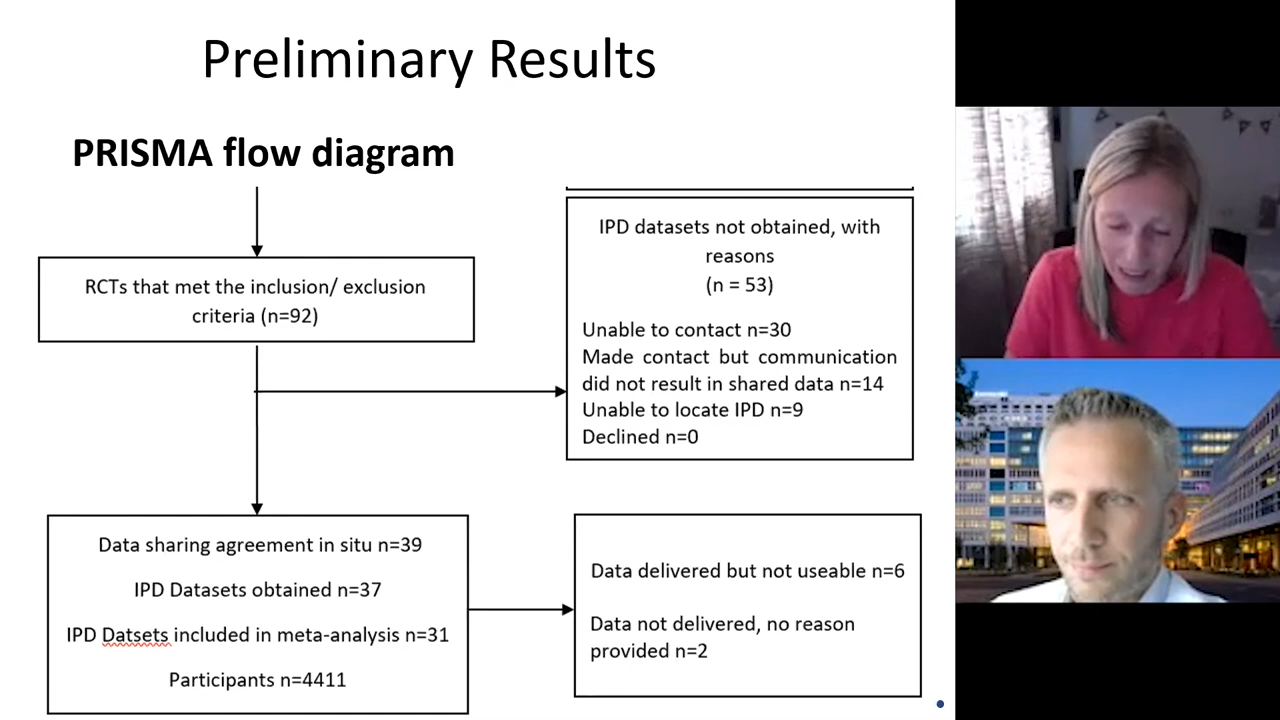 Preliminary Results
PRISMA flow diagram
RCTs that met the inclusion/ exclusion
criteria (n=92)
IPD datasets not obtained, with
reasons
(n = 53)
Unable to contact n=30
Made contact but communication
did not result in shared data n=14
Unable to locate IPD n=9
Declined n=0
Data sharing agreement in situ n=39
IPD Datasets obtained n=37
IPD Datsets included in meta-analysis n=31
Participants n=4411
Data delivered but not useable n=6
Data not delivered, no reason
provided n=2